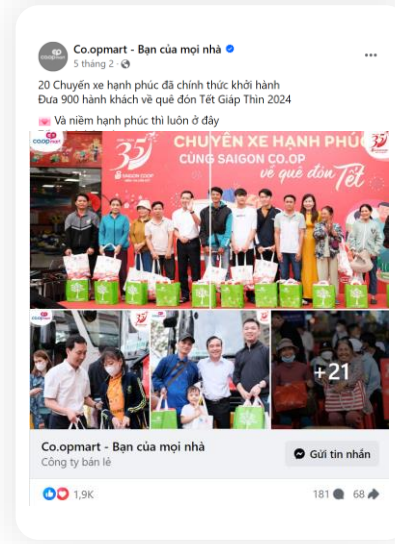 Co.opmart - Bạn của mọi nhà
5 tháng 2
20 Chuyến xe hạnh phúc đã chính thức khởi hành
Đưa 900 hành khách về quê đón Tết Giáp Thìn 2024
Và niềm hạnh phúc thì luôn ở đây
co.opmart
35
SAIGON CO.OP
CHUYẾN XE HẠNH PHÚC
CÙNG SAIGON CO.OP
về quê đón Tết
+21
Co.opmart - Bạn của mọi nhà
Công ty bán lẻ
Gửi tin nhắn
1,9K
181
68